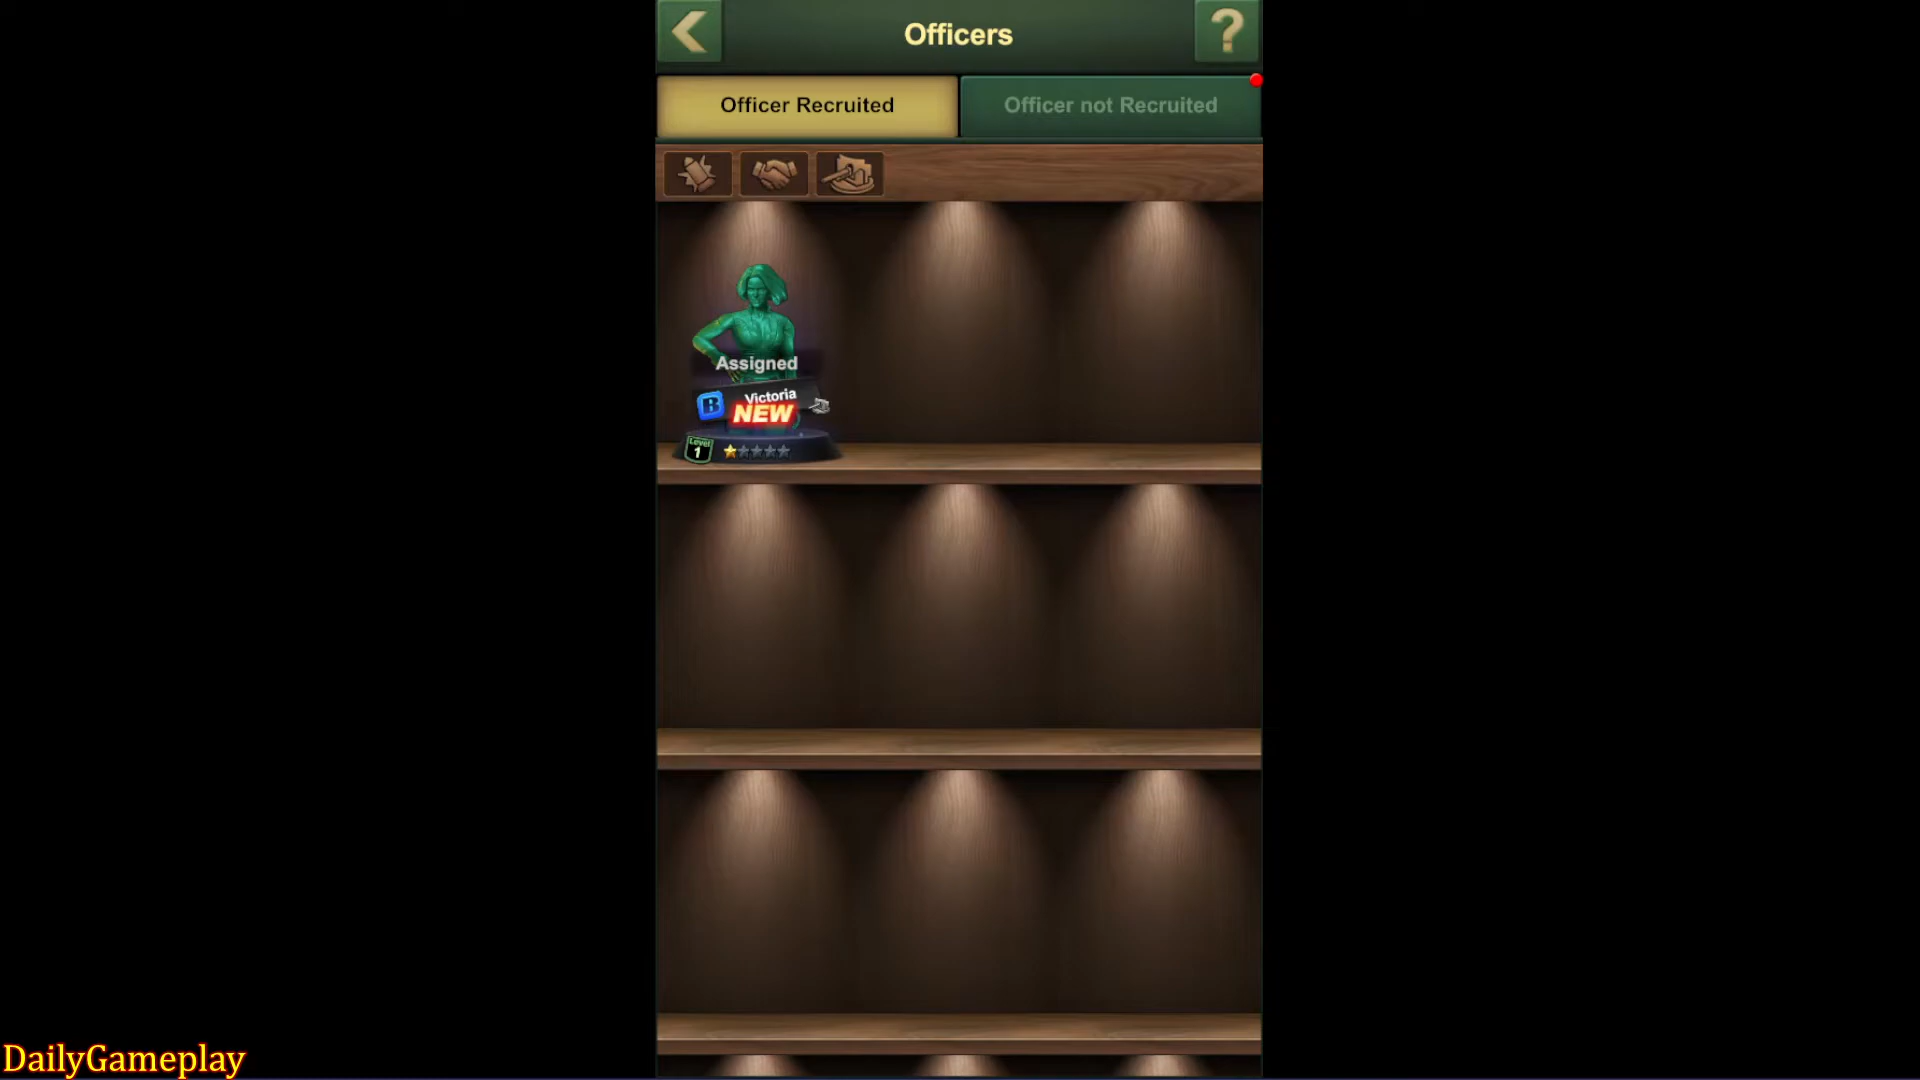 Officers
?
Officer Recruited
Officer not Recruited
Assigned
B
Victoria
NEW
Level
1
DailyGameplay